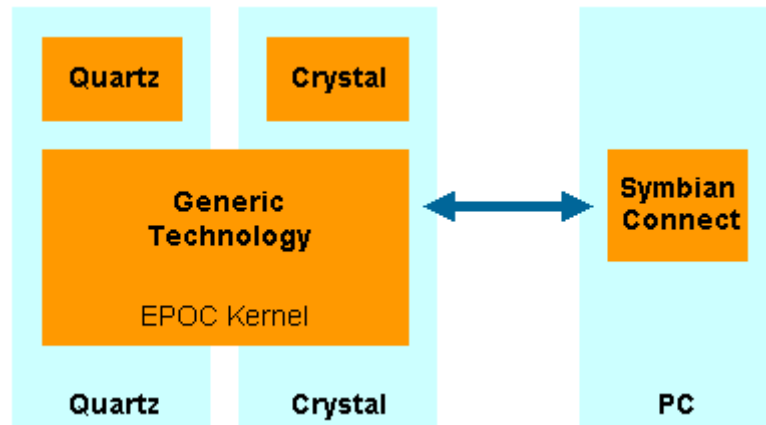 Quartz
Crystal
Generic
Technology
EPOC Kernel
Symbian
Connect
Quartz
Crystal
PC